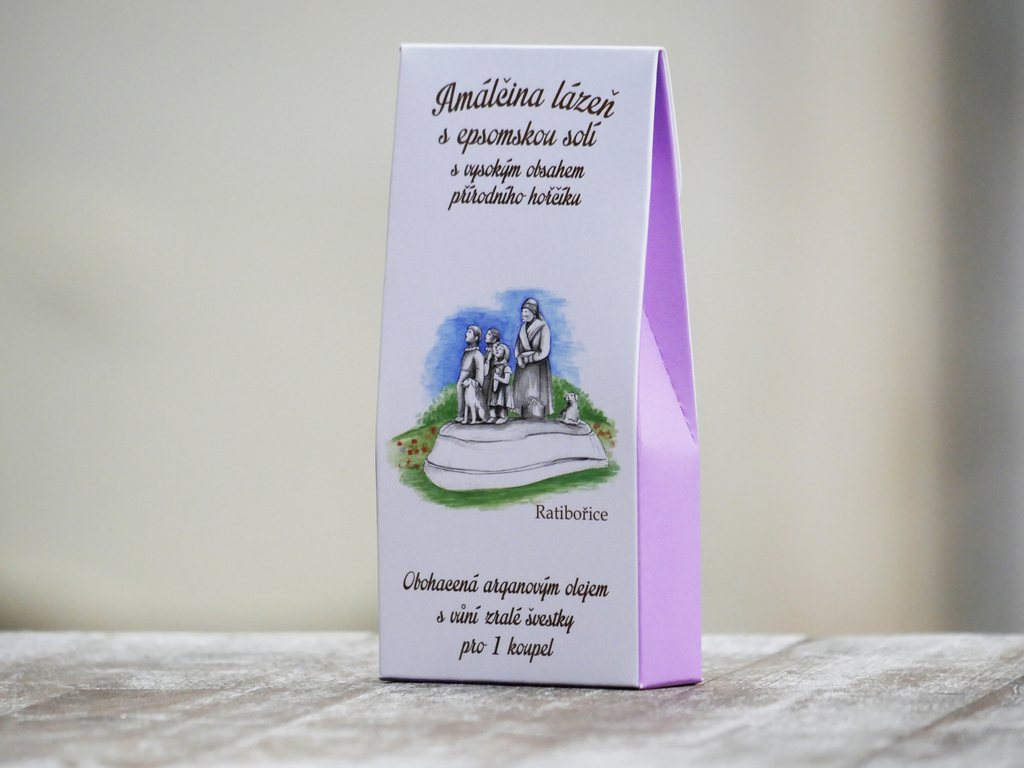 Amálčina lázeň
s epsomskou solí
s vysokým obsahem
přírodního hořčíku
Ratibořice
Obohacená arganovým olejem
s vůní zralé švestky
pro 1 koupel